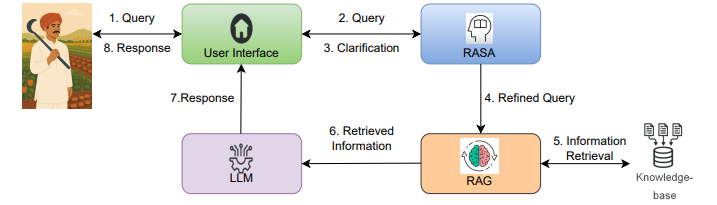 1. Query
8. Response
User Interface
2. Query
3. Clarification
RASA
4. Refined Query
7.Response
6. Retrieved
Information
LLM
RAG
5. Information
Retrieval
Knowledge-
base